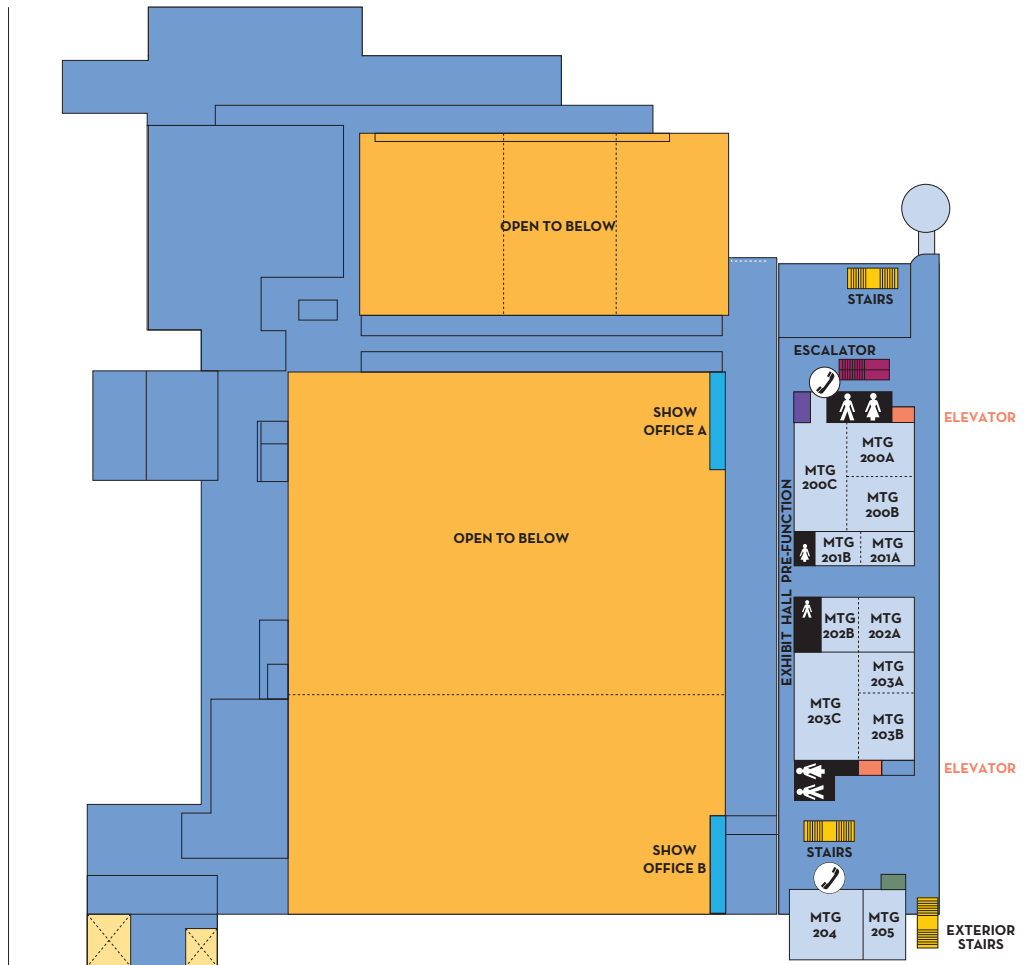 OPEN TO BELOW
STAIRS
ESCALATOR
SHOW
OFFICE A
ELEVATOR
MTG
200A
MTG
200C
MTG
200B
OPEN TO BELOW
MTG
201B
MTG
201A
EXHIBIT HALL PRE-FUNCTION
MTG
202B
MTG
202A
MTG
203A
MTG
203C
MTG
203B
ELEVATOR
SHOW
OFFICE B
STAIRS
MTG
204
MTG
205
EXTERIOR
STAIRS